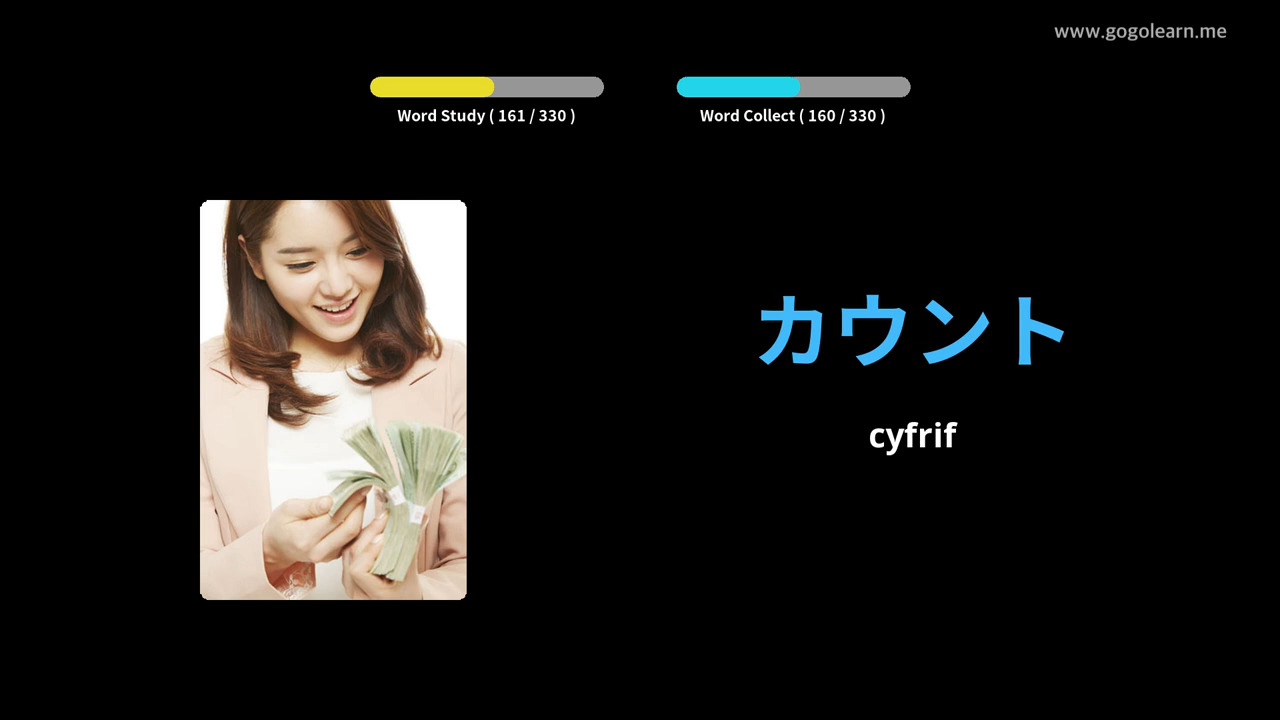 www.gogolearn.me
Word Study ( 161 / 330 )
Word Collect ( 160 / 330 )
カウント
cyfrif